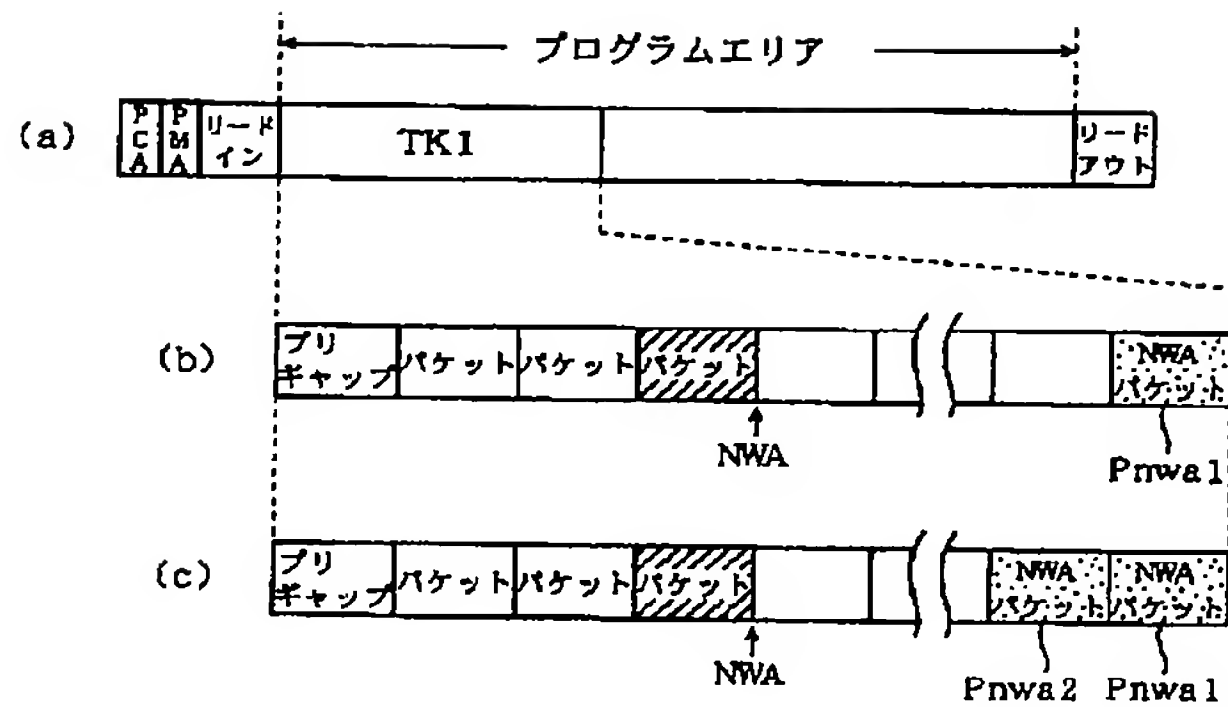 プログラムエリア
(a)
PCA
PMA
リード
イン
TK1
リード
アウト
(b)
プリ
ギャップ
パケット
パケット
パケット
NWA
パケット
NWA
Pnwa1
(c)
プリ
ギャップ
パケット
パケット
パケット
NWA
パケット
NWA
パケット
NWA
Pnwa2
Pnwa1